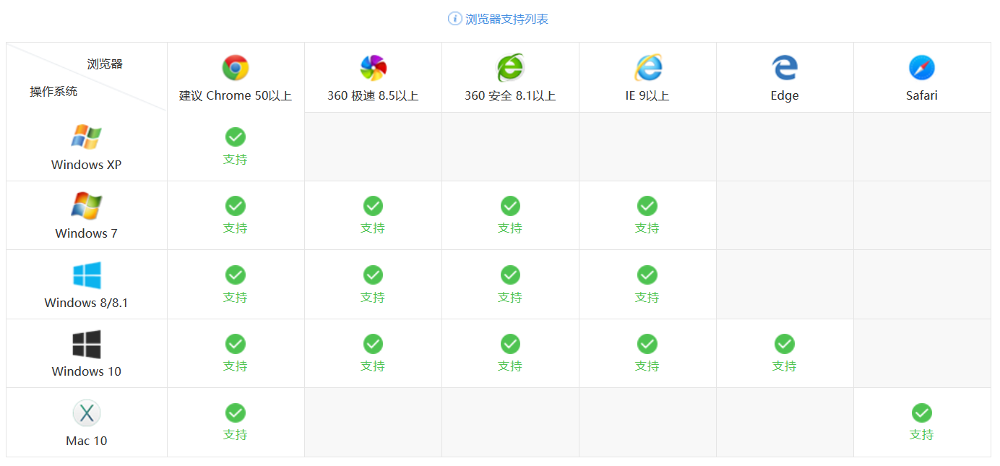 浏览器支持列表
浏览器
操作系统
建议 Chrome 50以上
360 极速 8.5以上
360 安全 8.1以上
IE 9以上
Edge
Safari
Windows XP
支持
Windows 7
支持
支持
支持
支持
Windows 8/8.1
支持
支持
支持
支持
Windows 10
支持
支持
支持
支持
支持
Mac 10
支持
支持